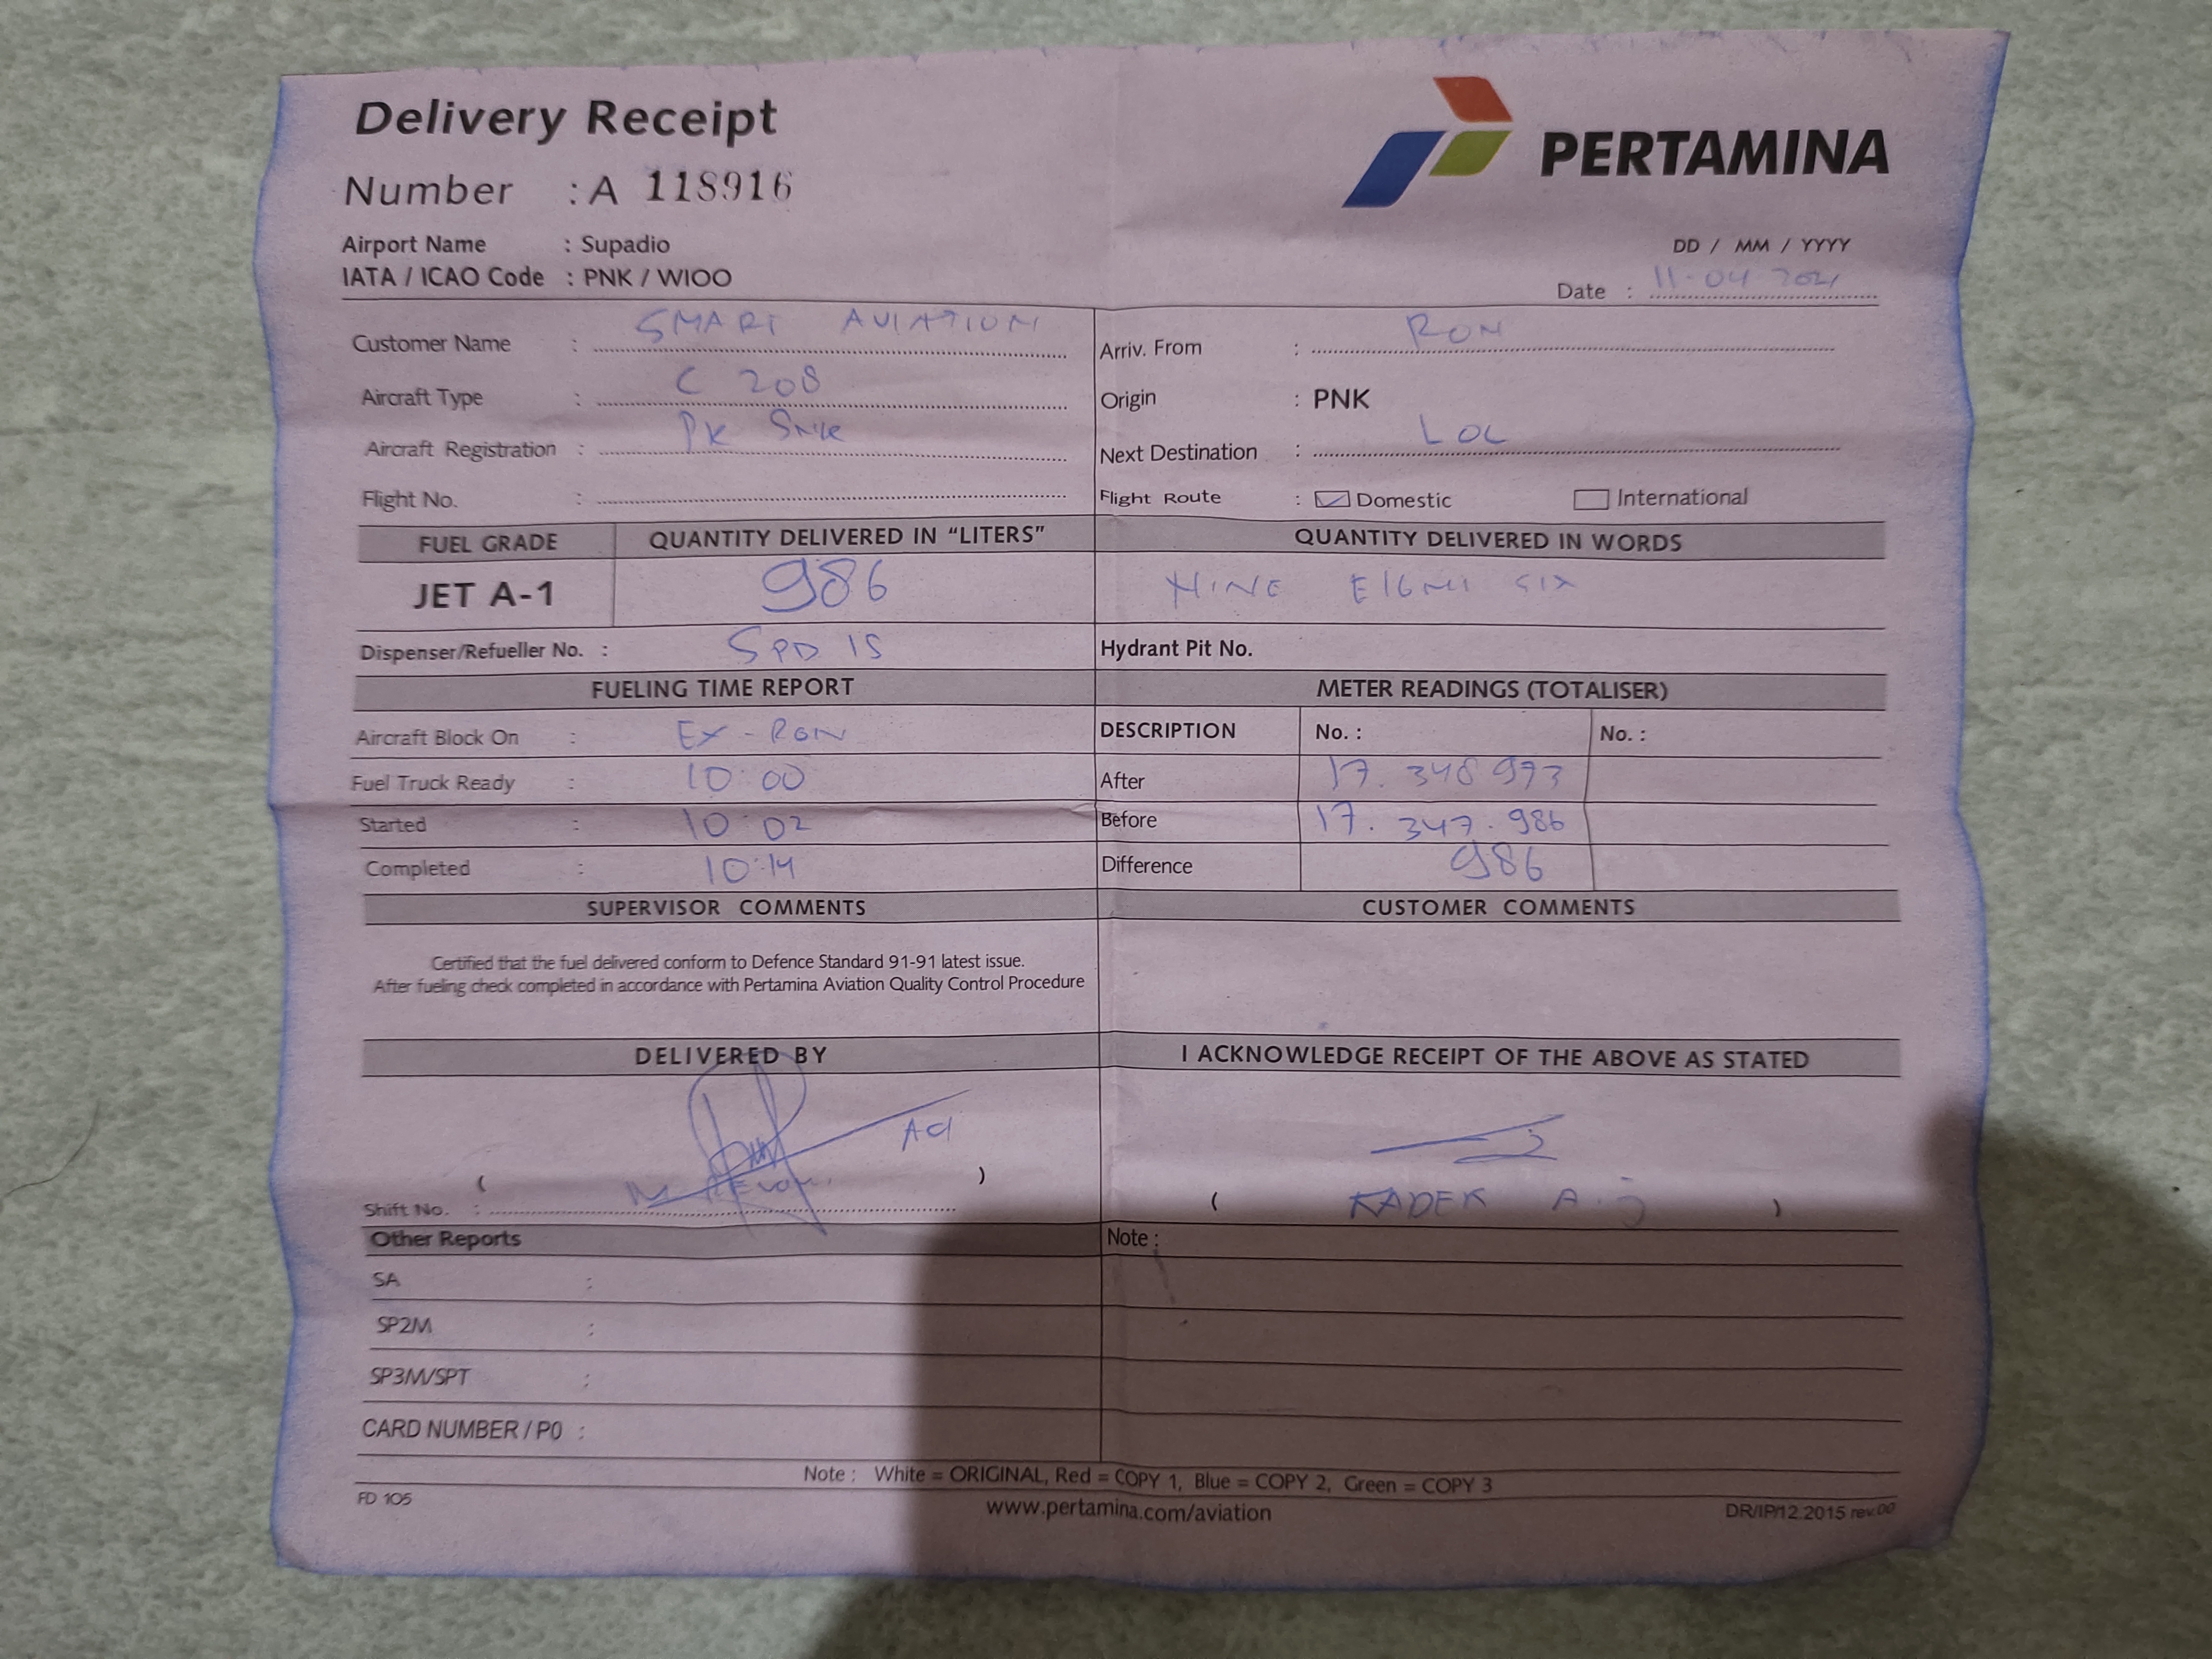 Delivery Receipt
PERTAMINA
Number : A 118916
Airport Name : Supadio
IATA / ICAO Code : PNK / WIOO
DD / MM / YYYY
Date : 11-04 2021
Customer Name : SMART AVIATION
Arriv. From : RON
Aircraft Type : C 208
Origin : PNK
Aircraft Registration : PK
Next Destination : LOL
Flight No. :
Flight Route : Domestic International
FUEL GRADE QUANTITY DELIVERED IN "LITERS" QUANTITY DELIVERED IN WORDS
JET A-1 986 NINE EIGHT SIX
Dispenser/Refueller No. : SPD 15 Hydrant Pit No.
FUELING TIME REPORT METER READINGS (TOTALISER)
Aircraft Block On : EX-RON DESCRIPTION No. : No. :
Fuel Truck Ready : 10:00 After 17. 348 973
Started : 10 02 Before 17. 347. 986
Completed : 10:14 Difference 986
SUPERVISOR COMMENTS CUSTOMER COMMENTS
Certified that the fuel delivered conform to Defence Standard 91-91 latest issue.
After fueling check completed in accordance with Pertamina Aviation Quality Control Procedure
DELIVERED BY I ACKNOWLEDGE RECEIPT OF THE ABOVE AS STATED
( ) ( KADEK A. )
Shift No. :
Other Reports Note :
SA :
SP2M :
SP3M/SPT :
CARD NUMBER / P0 :
Note : White = ORIGINAL, Red = COPY 1, Blue = COPY 2, Green = COPY 3
FD 105 www.pertamina.com/aviation DR/IP/12.2015 rev.00